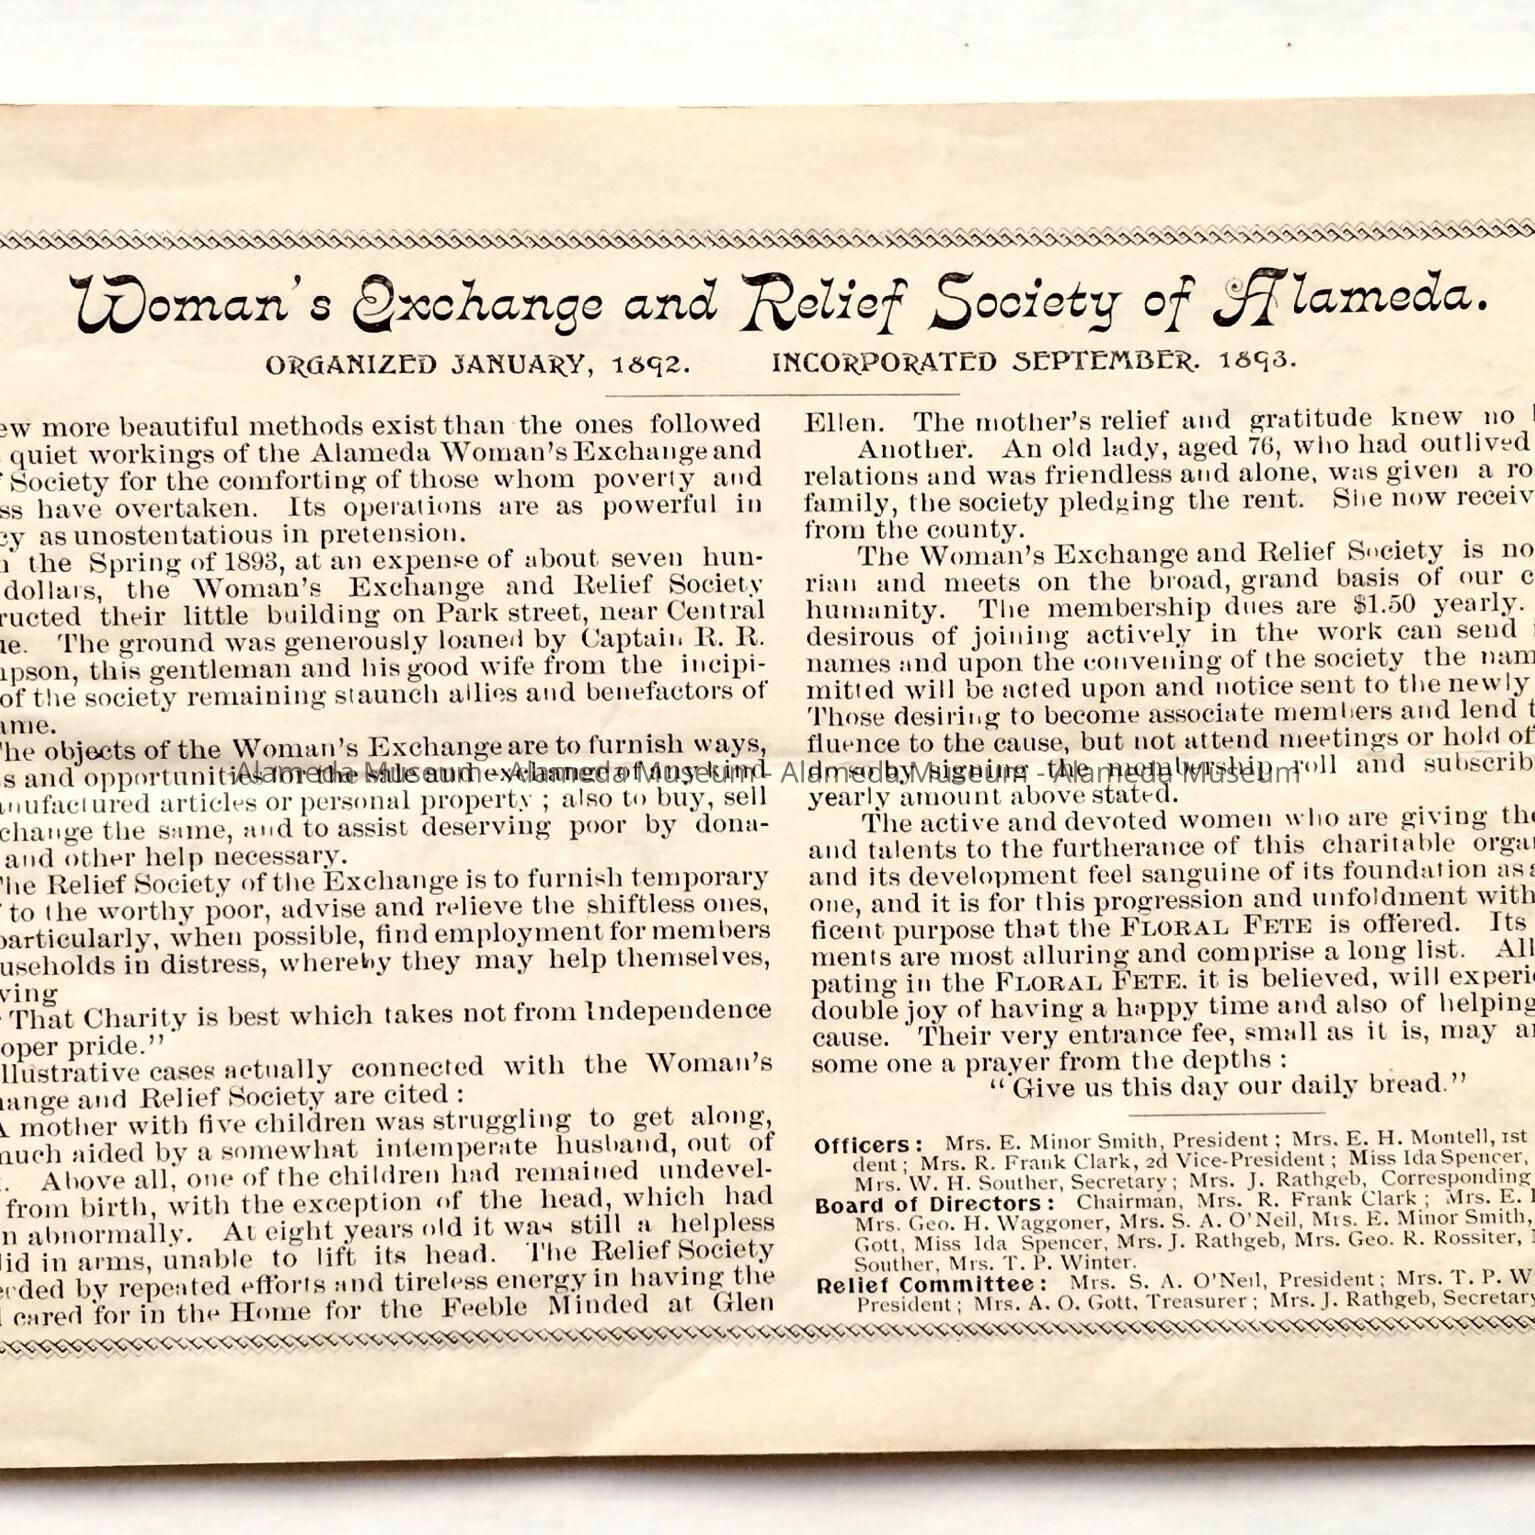 Woman's Exchange and Relief Society of Alameda.
ORGANIZED JANUARY, 1892. INCORPORATED SEPTEMBER. 1893.
ew more beautiful methods exist than the ones followed
quiet workings of the Alameda Woman's Exchange and
f Society for the comforting of those whom poverty and
ss have overtaken. Its operations are as powerful in
cy as unostentatious in pretension.
n the Spring of 1893, at an expense of about seven hun-
dollars, the Woman's Exchange and Relief Society
ructed their little building on Park street, near Central
ue. The ground was generously loaned by Captain R. R.
mpson, this gentleman and his good wife from the incipi-
of the society remaining staunch allies and benefactors of
ame.
The objects of the Woman's Exchange are to furnish ways,
s and opportunities for the sale and exchange of any kind
anufactured articles or personal property; also to buy, sell
change the same, and to assist deserving poor by dona-
and other help necessary.
The Relief Society of the Exchange is to furnish temporary
f to the worthy poor, advise and relieve the shiftless ones,
particularly, when possible, find employment for members
useholds in distress, whereby they may help themselves,
ving
"That Charity is best which takes not from Independence
oper pride."
llustrative cases actually connected with the Woman's
hange and Relief Society are cited:
A mother with five children was struggling to get along,
much aided by a somewhat intemperate husband, out of
. Above all, one of the children had remained undevel-
from birth, with the exception of the head, which had
n abnormally. At eight years old it was still a helpless
lid in arms, unable to lift its head. The Relief Society
eeded by repeated efforts and tireless energy in having the
d cared for in the Home for the Feeble Minded at Glen
Ellen. The mother's relief and gratitude knew no
Another. An old lady, aged 76, who had outlived
relations and was friendless and alone, was given a ro
family, the society pledging the rent. She now receiv
from the county.
The Woman's Exchange and Relief Society is no
rian and meets on the broad, grand basis of our c
humanity. The membership dues are $1.50 yearly.
desirous of joining actively in the work can send
names and upon the convening of the society the nam
mitted will be acted upon and notice sent to the newly
Those desiring to become associate members and lend t
fluence to the cause, but not attend meetings or hold of
do so by signing the membership roll and subscrib
yearly amount above stated.
The active and devoted women who are giving the
and talents to the furtherance of this charitable orga
and its development feel sanguine of its foundation as a
one, and it is for this progression and unfoldment with
ficent purpose that the FLORAL FETE is offered. Its
ments are most alluring and comprise a long list. All
pating in the FLORAL FETE. it is believed, will experi
double joy of having a happy time and also of helping
cause. Their very entrance fee, small as it is, may a
some one a prayer from the depths:
"Give us this day our daily bread."
Officers: Mrs. E. Minor Smith, President; Mrs. E. H. Montell, 1st
dent; Mrs. R. Frank Clark, 2d Vice-President; Miss Ida Spencer,
Mrs. W. H. Souther, Secretary; Mrs. J. Rathgeb, Corresponding
Board of Directors: Chairman, Mrs. R. Frank Clark; Mrs. E.
Mrs. Geo. H. Waggoner, Mrs. S. A. O'Neil, Mrs. E. Minor Smith,
Gott, Miss Ida Spencer, Mrs. J. Rathgeb, Mrs. Geo. R. Rossiter,
Souther, Mrs. T. P. Winter.
Relief Committee: Mrs. S. A. O'Neil, President; Mrs. T. P. W
President; Mrs. A. O. Gott, Treasurer; Mrs. J. Rathgeb, Secretary
Alameda Museum - Alameda Museum - Alameda Museum - Alameda Museum